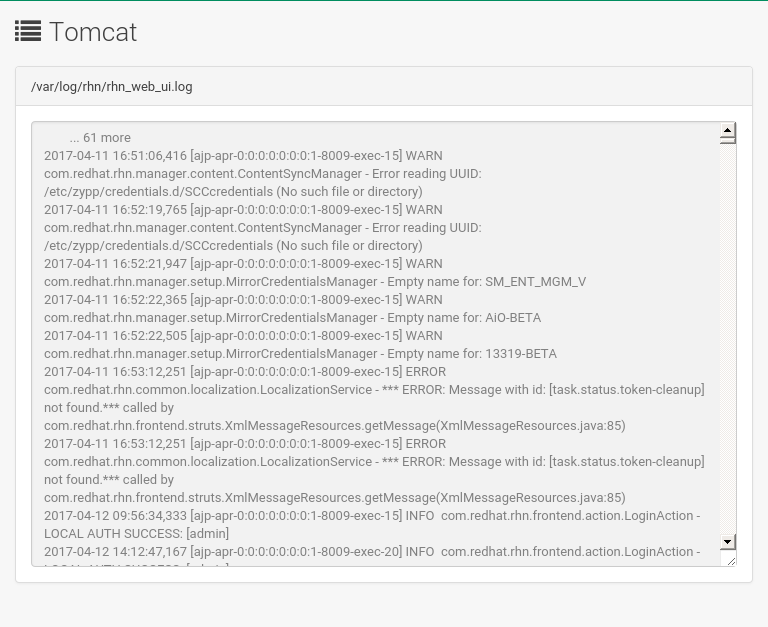 Tomcat
/var/log/rhn/rhn_web_ui.log
... 61 more
2017-04-11 16:51:06,416 [ajp-apr-0:0:0:0:0:0:0:1-8009-exec-15] WARN
com.redhat.rhn.manager.content.ContentSyncManager - Error reading UUID:
/etc/zypp/credentials.d/SCCcredentials (No such file or directory)
2017-04-11 16:52:19,765 [ajp-apr-0:0:0:0:0:0:0:1-8009-exec-15] WARN
com.redhat.rhn.manager.content.ContentSyncManager - Error reading UUID:
/etc/zypp/credentials.d/SCCcredentials (No such file or directory)
2017-04-11 16:52:21,947 [ajp-apr-0:0:0:0:0:0:0:1-8009-exec-15] WARN
com.redhat.rhn.manager.setup.MirrorCredentialsManager - Empty name for: SM_ENT_MGM_V
2017-04-11 16:52:22,365 [ajp-apr-0:0:0:0:0:0:0:1-8009-exec-15] WARN
com.redhat.rhn.manager.setup.MirrorCredentialsManager - Empty name for: AiO-BETA
2017-04-11 16:52:22,505 [ajp-apr-0:0:0:0:0:0:0:1-8009-exec-15] WARN
com.redhat.rhn.manager.setup.MirrorCredentialsManager - Empty name for: 13319-BETA
2017-04-11 16:53:12,251 [ajp-apr-0:0:0:0:0:0:0:1-8009-exec-15] ERROR
com.redhat.rhn.common.localization.LocalizationService - *** ERROR: Message with id: [task.status.token-cleanup]
not found.*** called by
com.redhat.rhn.frontend.struts.XmlMessageResources.getMessage(XmlMessageResources.java:85)
2017-04-11 16:53:12,251 [ajp-apr-0:0:0:0:0:0:0:1-8009-exec-15] ERROR
com.redhat.rhn.common.localization.LocalizationService - *** ERROR: Message with id: [task.status.token-cleanup]
not found.*** called by
com.redhat.rhn.frontend.struts.XmlMessageResources.getMessage(XmlMessageResources.java:85)
2017-04-12 09:56:34,333 [ajp-apr-0:0:0:0:0:0:0:1-8009-exec-15] INFO  com.redhat.rhn.frontend.action.LoginAction -
LOCAL AUTH SUCCESS: [admin]
2017-04-12 14:12:47,167 [ajp-apr-0:0:0:0:0:0:0:1-8009-exec-20] INFO  com.redhat.rhn.frontend.action.LoginAction -